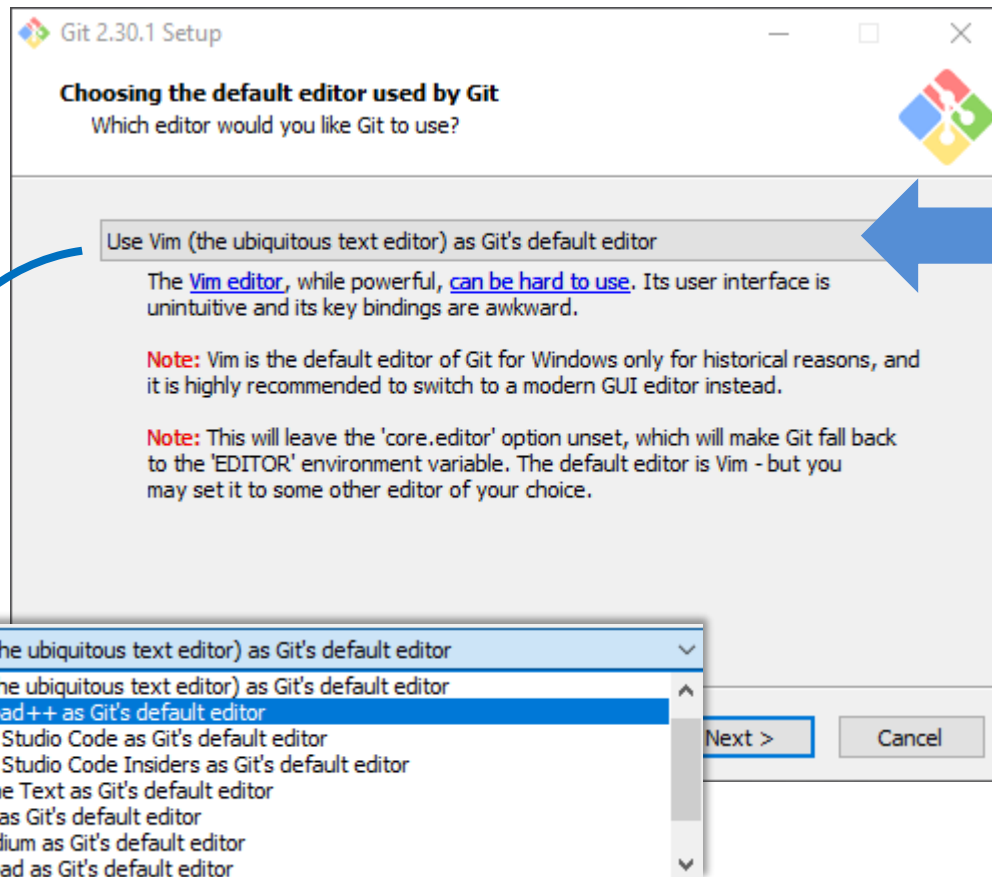 Git 2.30.1 Setup
Choosing the default editor used by Git
Which editor would you like Git to use?
Use Vim (the ubiquitous text editor) as Git's default editor
The Vim editor, while powerful, can be hard to use. Its user interface is
unintuitive and its key bindings are awkward.
Note: Vim is the default editor of Git for Windows only for historical reasons, and
it is highly recommended to switch to a modern GUI editor instead.
Note: This will leave the 'core.editor' option unset, which will make Git fall back
to the 'EDITOR' environment variable. The default editor is Vim - but you
may set it to some other editor of your choice.
he ubiquitous text editor) as Git's default editor
he ubiquitous text editor) as Git's default editor
ad++ as Git's default editor
Studio Code as Git's default editor
Studio Code Insiders as Git's default editor
ne Text as Git's default editor
as Git's default editor
dium as Git's default editor
ad as Git's default editor
Next >
Cancel